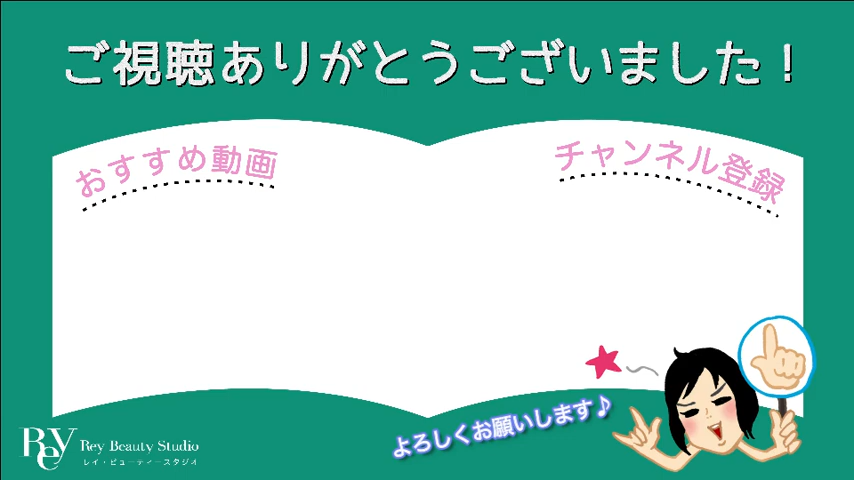 ご視聴ありがとうございました!
おすすめ動画
チャンネル登録
よろしくお願いします♪
Rey
Rey Beauty Studio
レイ・ビューティースタジオ